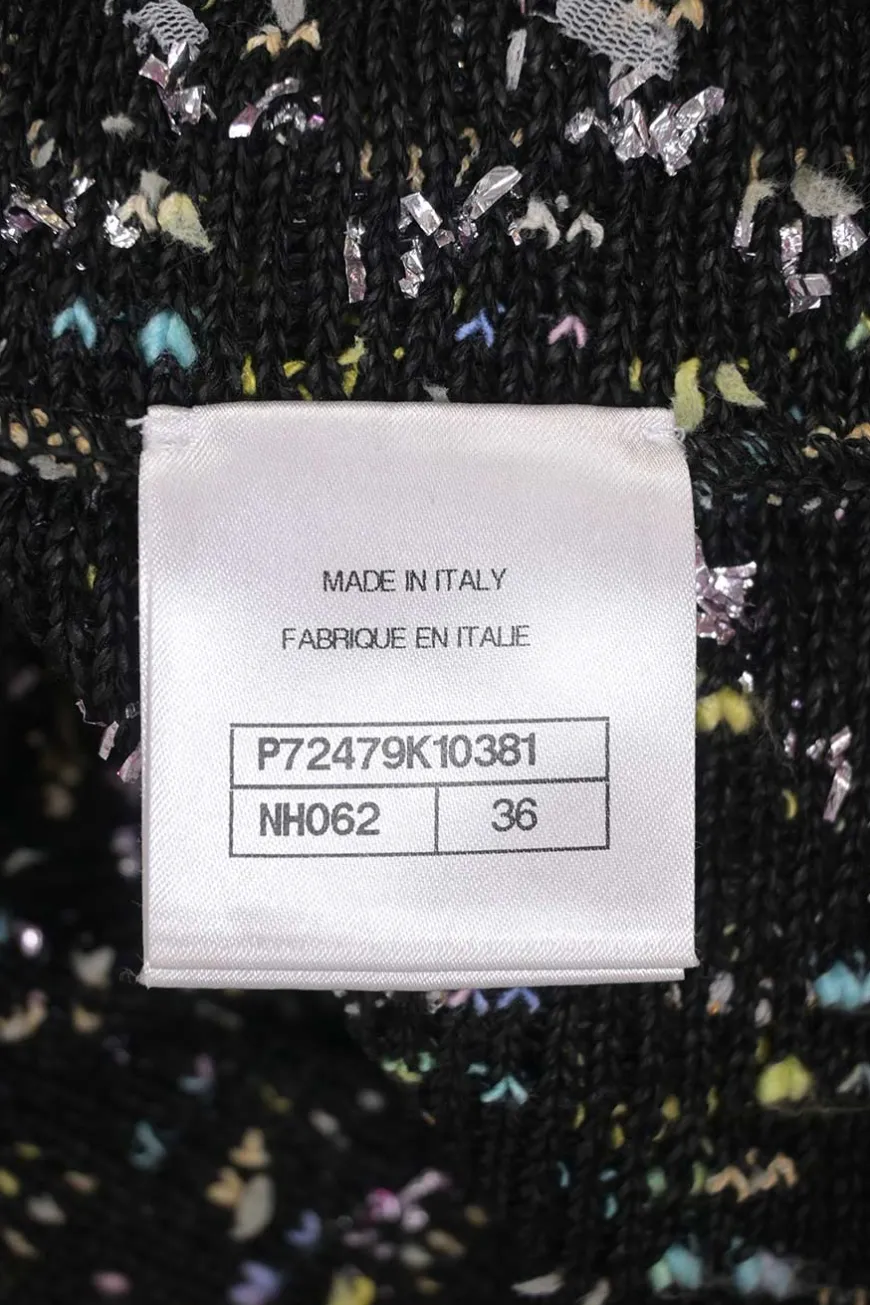 MADE IN ITALY
FABRIQUE EN ITALIE
P72479K10381
NH062 36